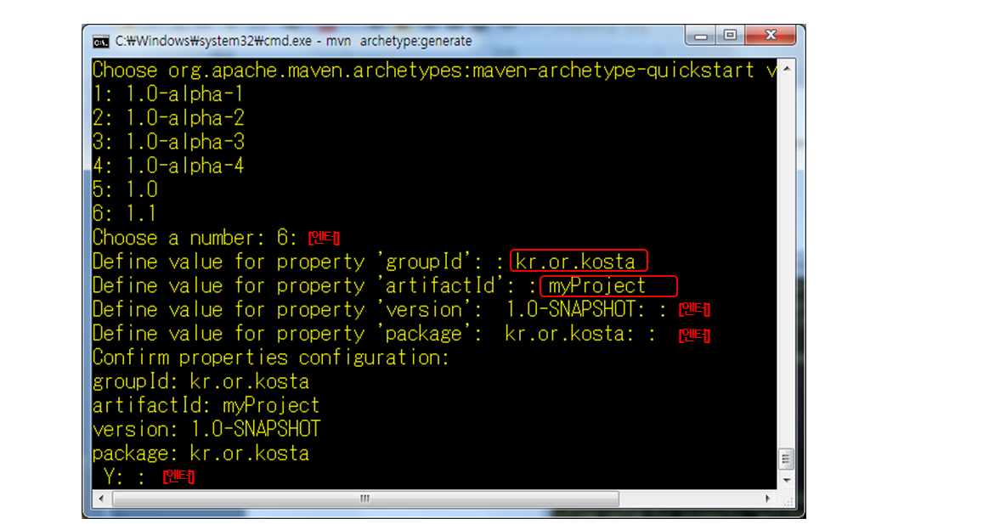 C:\Windows\system32\cmd.exe - mvn  archetype:generate
Choose org.apache.maven.archetypes:maven-archetype-quickstart v
1: 1.0-alpha-1
2: 1.0-alpha-2
3: 1.0-alpha-3
4: 1.0-alpha-4
5: 1.0
6: 1.1
Choose a number: 6: [엔터]
Define value for property 'groupId': : kr.or.kosta
Define value for property 'artifactId': : myProject
Define value for property 'version':  1.0-SNAPSHOT: : [엔터]
Define value for property 'package':  kr.or.kosta: : [엔터]
Confirm properties configuration:
groupId: kr.or.kosta
artifactId: myProject
version: 1.0-SNAPSHOT
package: kr.or.kosta
 Y: : [엔터]